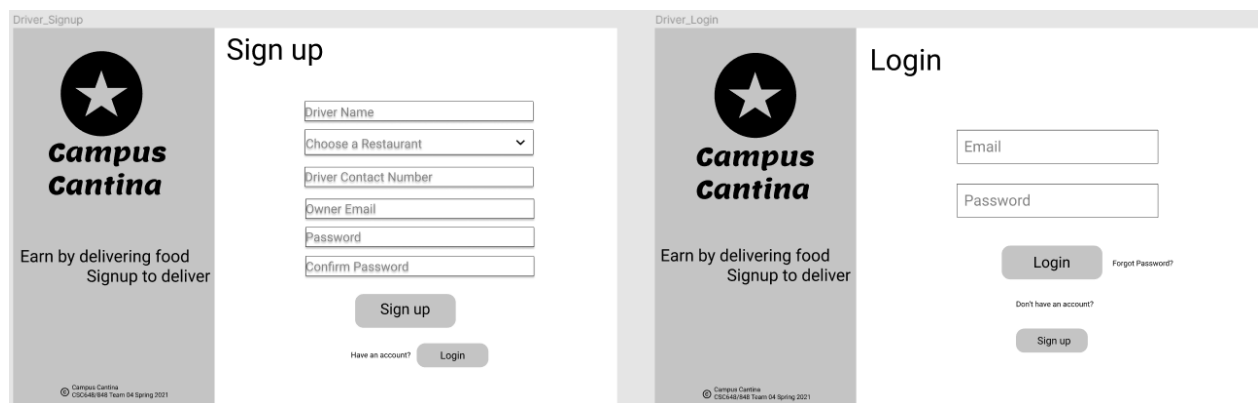 Driver_Signup
Campus
Cantina
Earn by delivering food
Signup to deliver
© Campus Cantina
CSC648/848 Team 04 Spring 2021
Sign up
Driver Name
Choose a Restaurant
Driver Contact Number
Owner Email
Password
Confirm Password
Sign up
Have an account?
Login
Driver_Login
Campus
Cantina
Earn by delivering food
Signup to deliver
© Campus Cantina
CSC648/848 Team 04 Spring 2021
Login
Email
Password
Login
Forgot Password?
Don't have an account?
Sign up